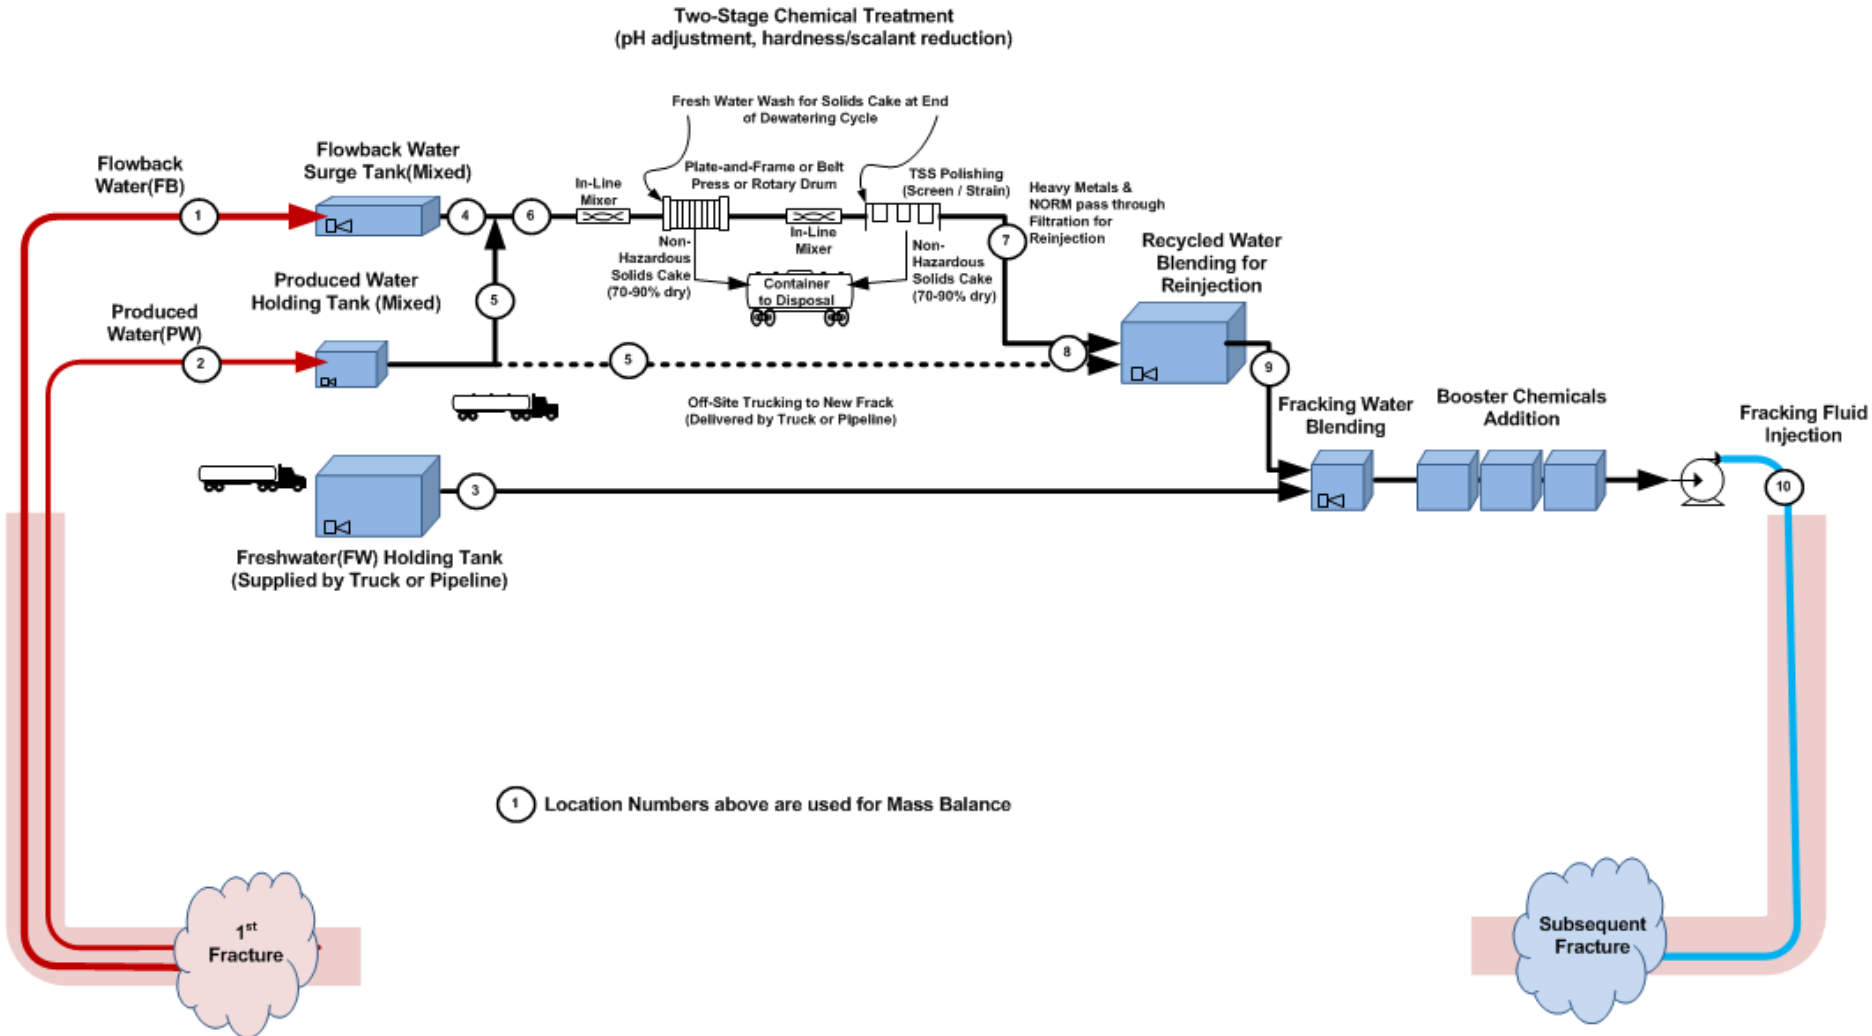 Two-Stage Chemical Treatment
(pH adjustment, hardness/scalant reduction)
Fresh Water Wash for Solids Cake at End
of Dewatering Cycle
Flowback
Water(FB)
1
Flowback Water
Surge Tank(Mixed)
4
6
In-Line
Mixer
Plate-and-Frame or Belt
Press or Rotary Drum
In-Line
Mixer
TSS Polishing
(Screen / Strain)
Heavy Metals &
NORM pass through
Filtration for
Reinjection
7
Non-
Hazardous
Solids Cake
(70-90% dry)
Container
to Disposal
Non-
Hazardous
Solids Cake
(70-90% dry)
Recycled Water
Blending for
Reinjection
Produced Water
Holding Tank (Mixed)
5
Produced
Water(PW)
2
5
8
9
Off-Site Trucking to New Frack
(Delivered by Truck or Pipeline)
Fracking Water
Blending
Booster Chemicals
Addition
Fracking Fluid
Injection
10
3
Freshwater(FW) Holding Tank
(Supplied by Truck or Pipeline)
1 Location Numbers above are used for Mass Balance
1st
Fracture
Subsequent
Fracture